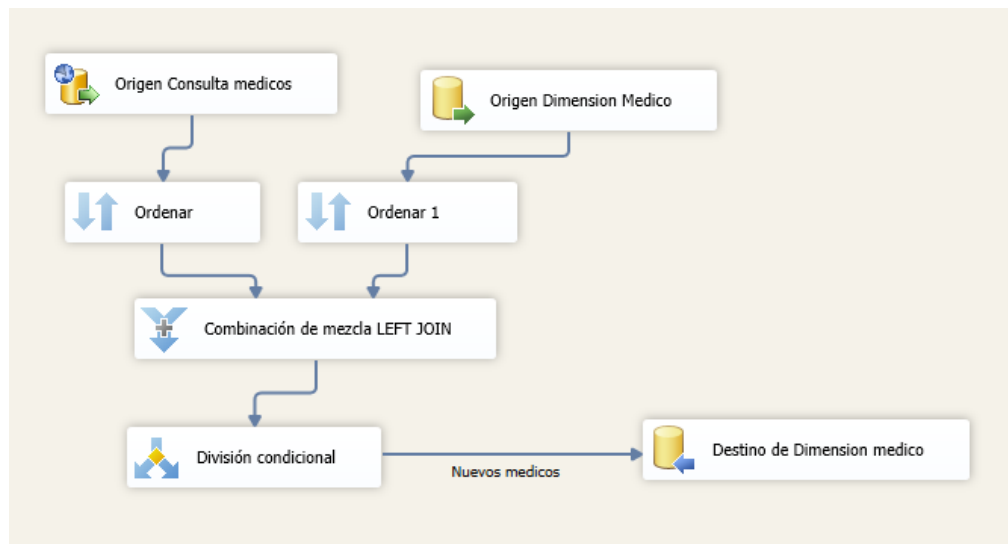 Origen Consulta medicos
Origen Dimension Medico
Ordenar
Ordenar 1
Combinación de mezcla LEFT JOIN
División condicional
Nuevos medicos
Destino de Dimension medico